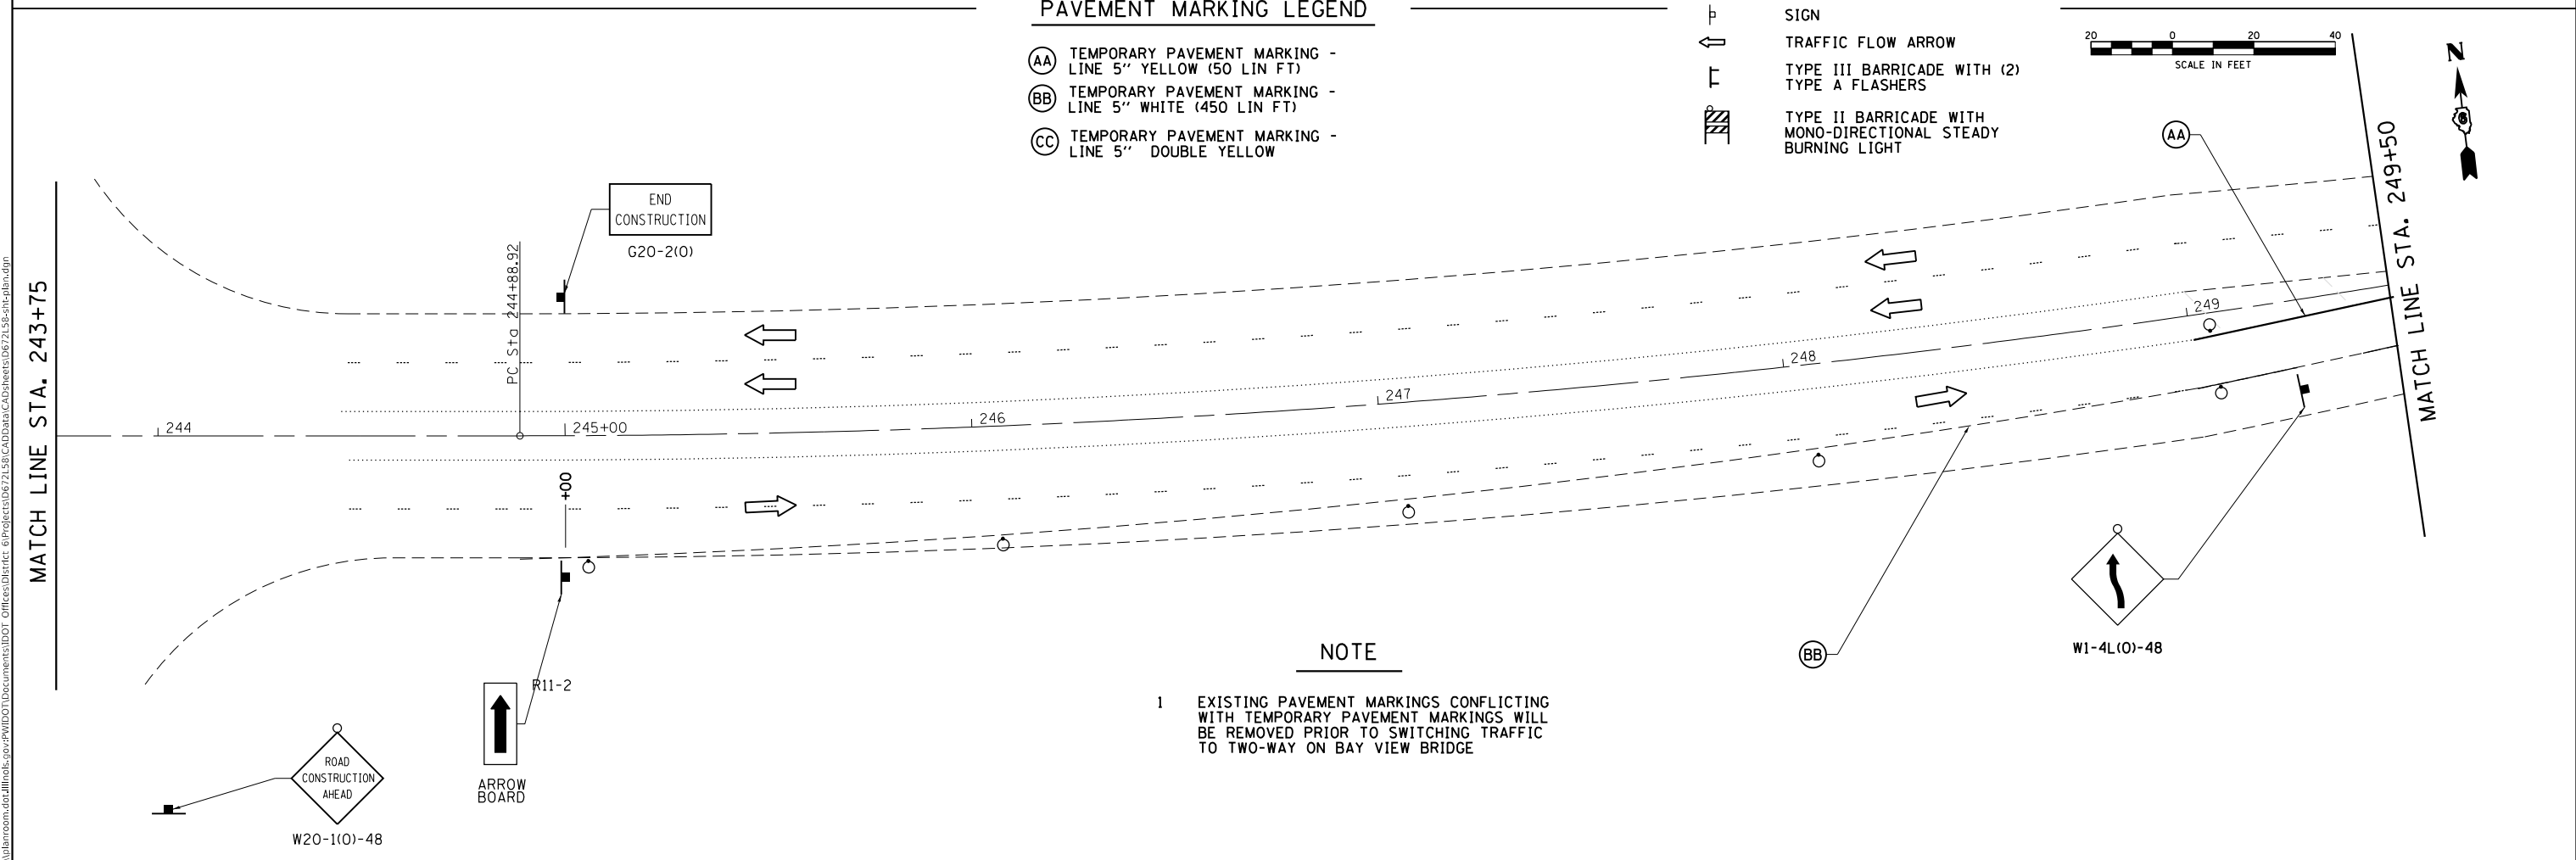 PAVEMENT MARKING LEGEND
AA TEMPORARY PAVEMENT MARKING -
LINE 5" YELLOW (50 LIN FT)
BB TEMPORARY PAVEMENT MARKING -
LINE 5" WHITE (450 LIN FT)
CC TEMPORARY PAVEMENT MARKING -
LINE 5" DOUBLE YELLOW
SIGN
TRAFFIC FLOW ARROW
TYPE III BARRICADE WITH (2)
TYPE A FLASHERS
TYPE II BARRICADE WITH
MONO-DIRECTIONAL STEADY
BURNING LIGHT
20 0 20 40
SCALE IN FEET
N
AA
MATCH LINE STA. 249+50
END
CONSTRUCTION
G20-2(O)
PC Sta 244+88.92
MATCH LINE STA. 243+75
244
245+00
246
247
248
249
+00
R11-2
ARROW
BOARD
ROAD
CONSTRUCTION
AHEAD
W20-1(O)-48
NOTE
1 EXISTING PAVEMENT MARKINGS CONFLICTING
WITH TEMPORARY PAVEMENT MARKINGS WILL
BE REMOVED PRIOR TO SWITCHING TRAFFIC
TO TWO-WAY ON BAY VIEW BRIDGE
BB
W1-4L(O)-48